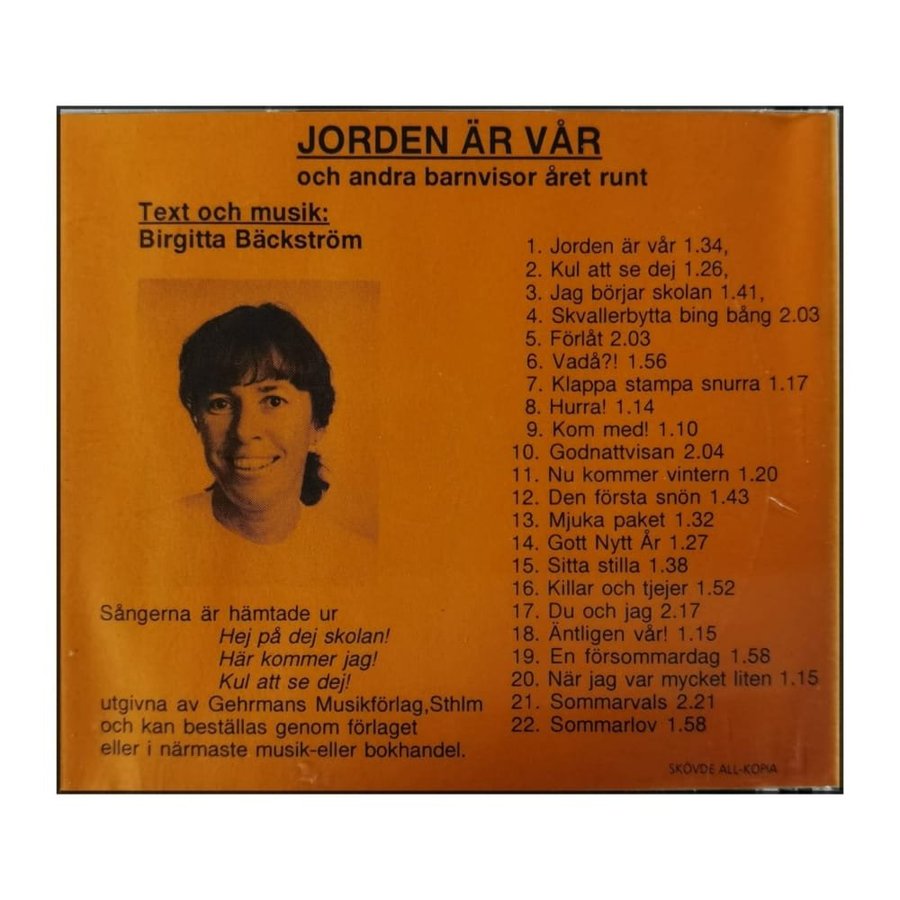 JORDEN ÄR VÅR
och andra barnvisor året runt
Text och musik:
Birgitta Bäckström
1. Jorden är vår 1.34,
2. Kul att se dej 1.26,
3. Jag börjar skolan 1.41,
4. Skvallerbytta bing bång 2.03
5. Förlåt 2.03
6. Vadå?! 1.56
7. Klappa stampa snurra 1.17
8. Hurra! 1.14
9. Kom med! 1.10
10. Godnattvisan 2.04
11. Nu kommer vintern 1.20
12. Den första snön 1.43
13. Mjuka paket 1.32
14. Gott Nytt År 1.27
15. Sitta stilla 1.38
16. Killar och tjejer 1.52
17. Du och jag 2.17
18. Äntligen vår! 1.15
19. En försommardag 1.58
20. När jag var mycket liten 1.15
21. Sommarvals 2.21
22. Sommarlov 1.58
Sångerna är hämtade ur
Hej på dej skolan!
Här kommer jag!
Kul att se dej!
utgivna av Gehrmans Musikförlag,Sthlm
och kan beställas genom förlaget
eller i närmaste musik-eller bokhandel.
SKÖVDE ALL-KOPIA